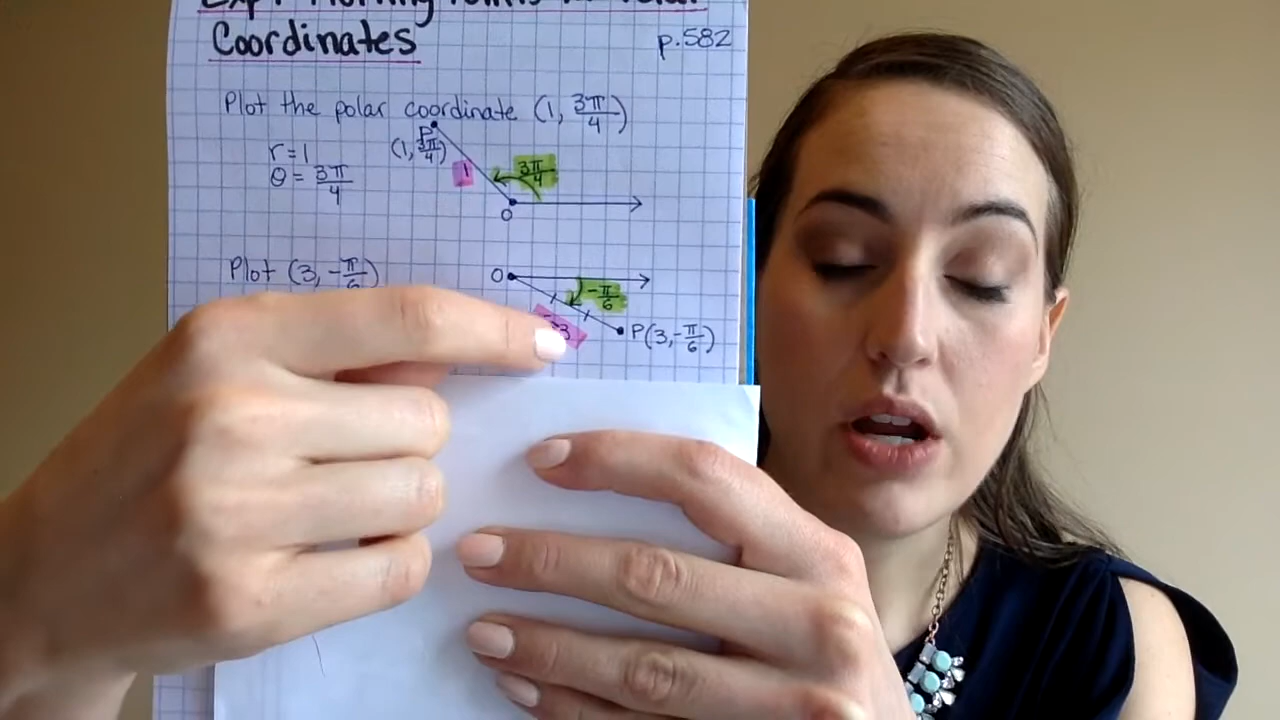 Coordinates
p.582
Plot the polar coordinate (1, 3π/4)
P
(1, 3π/4)
r = 1
θ = 3π/4
1
3π/4
O
Plot (3, -π/6)
O
-π/6
3
P(3, -π/6)